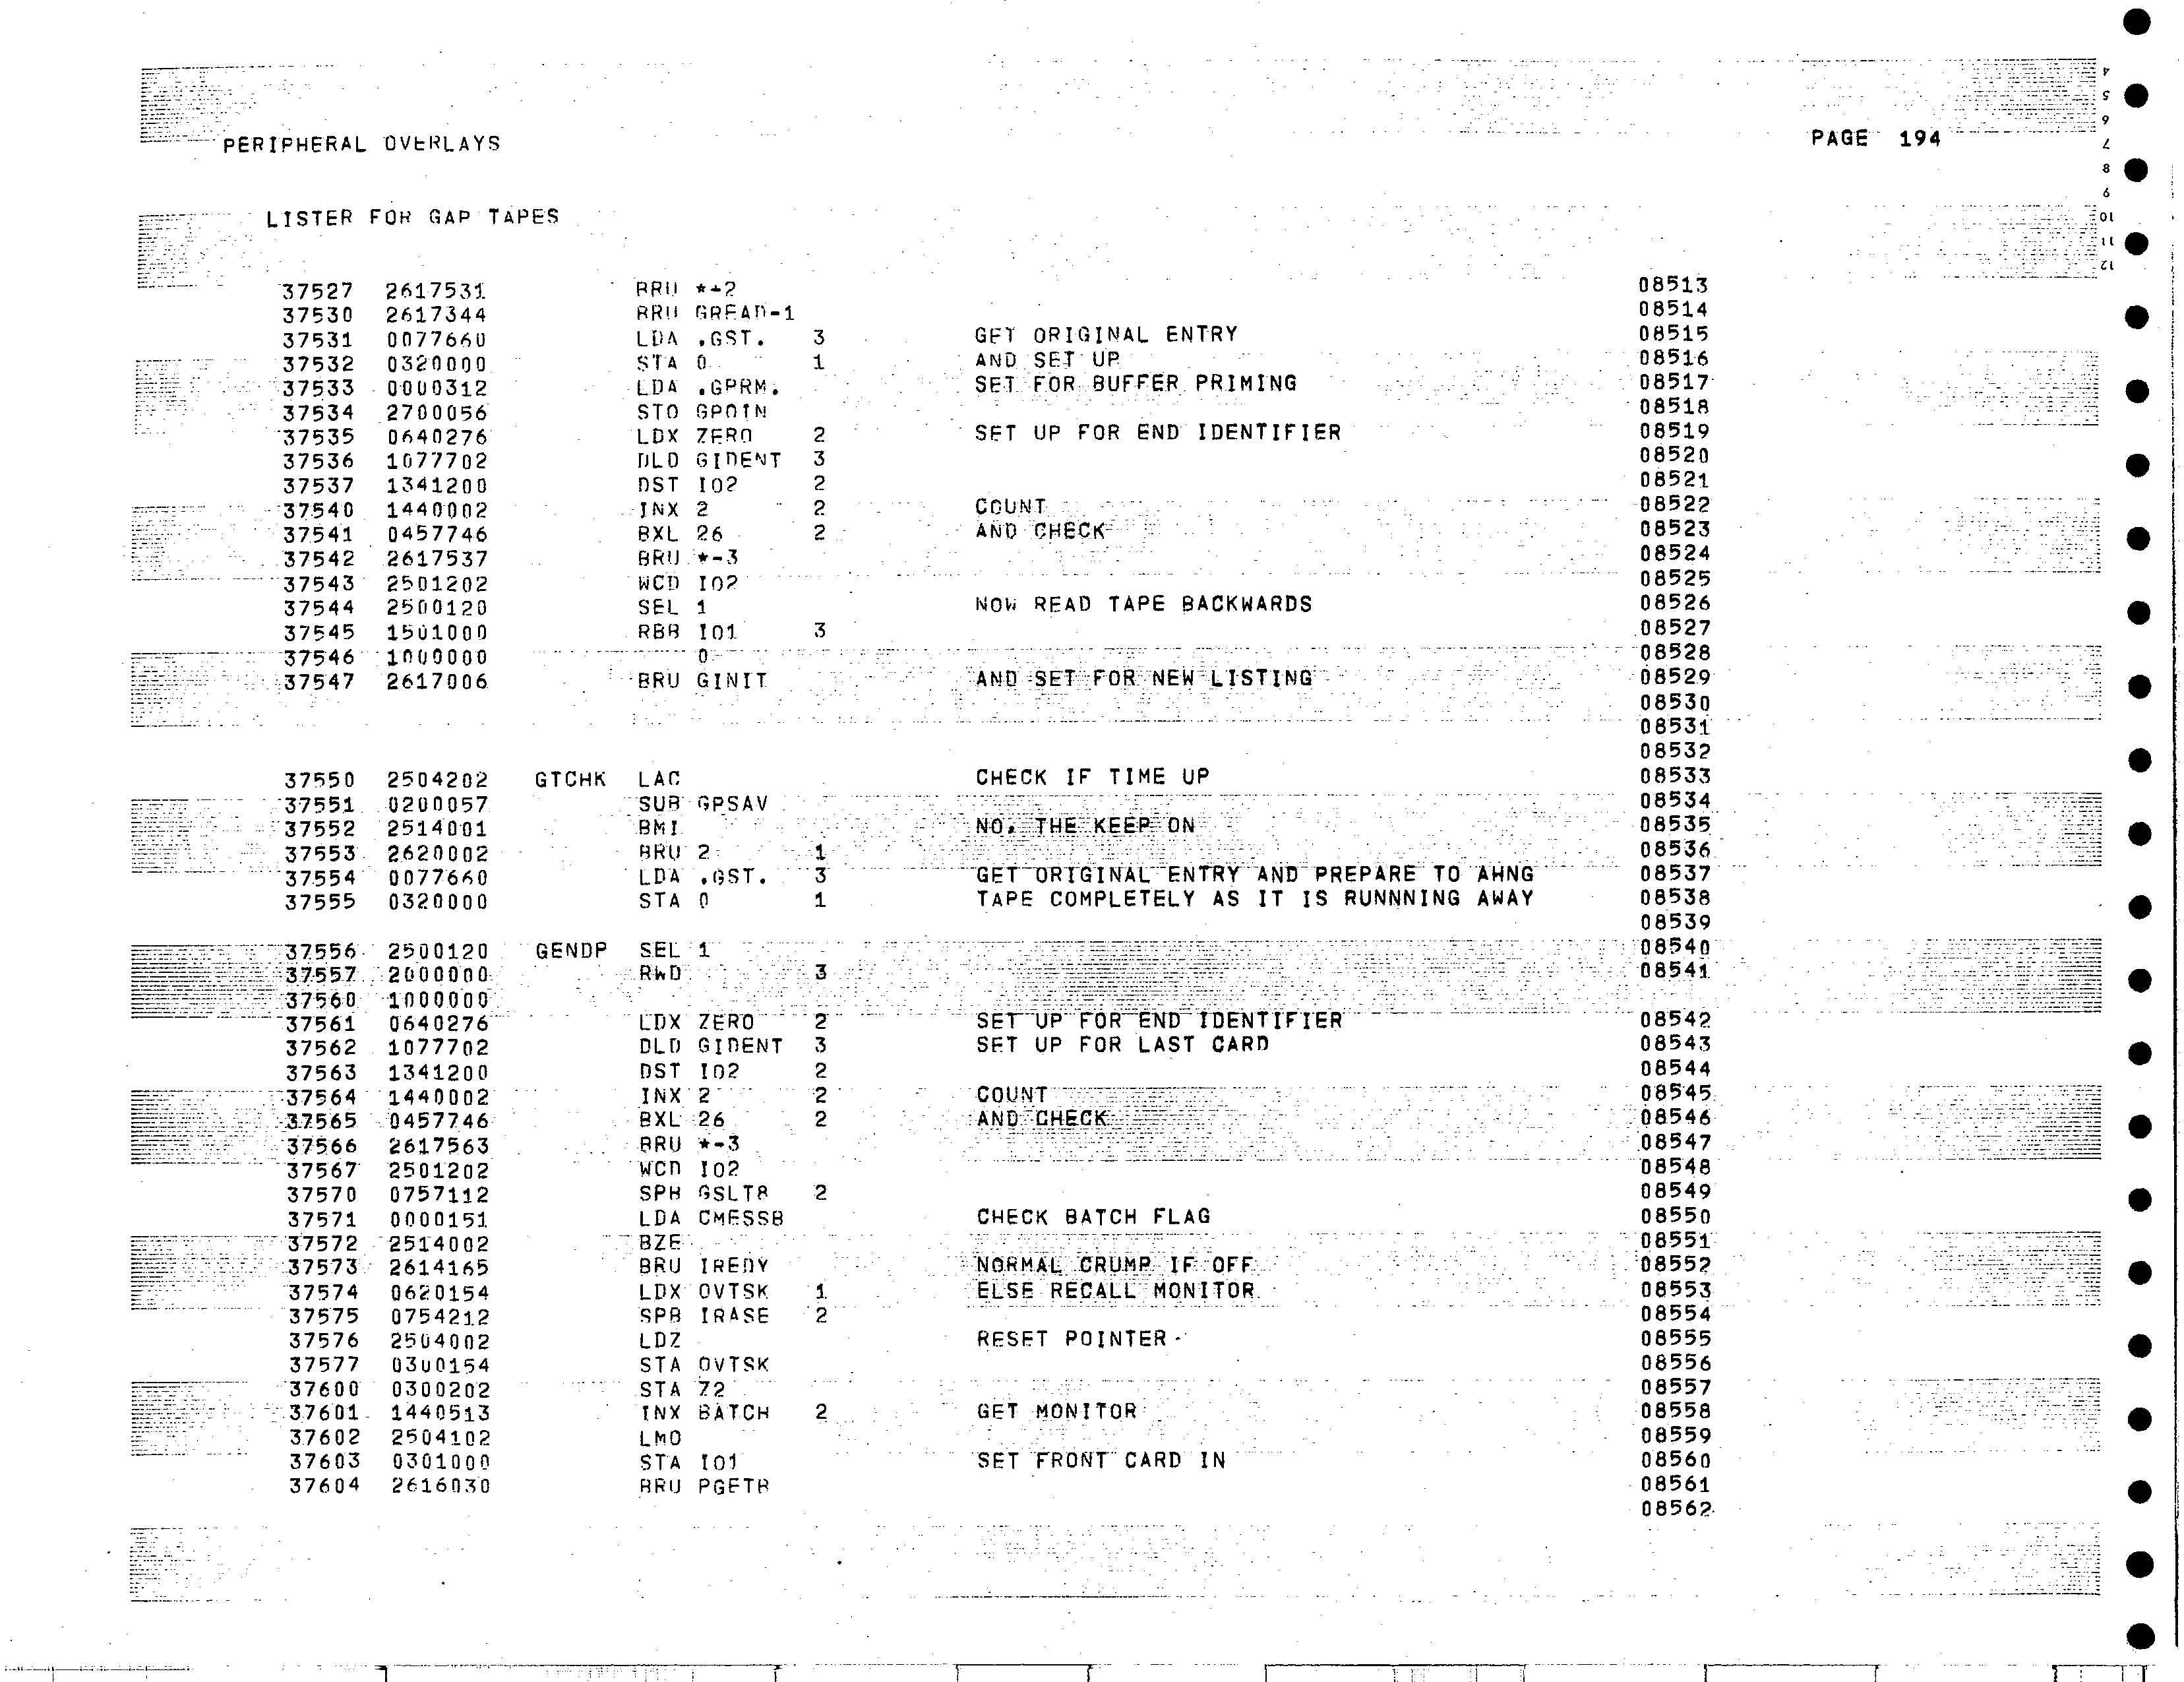 PERIPHERAL OVERLAYS PAGE 194
LISTER FOR GAP TAPES
37527 2617531 BRU *+2 08513
37530 2617344 BRU GREAD-1 08514
37531 0077660 LDA .GST. 3 GET ORIGINAL ENTRY 08515
37532 0320000 STA 0 1 AND SET UP 08516
37533 0000312 LDA .GPRM. SET FOR BUFFER PRIMING 08517
37534 2700056 STO GPOIN 08518
37535 0640276 LDX ZERO 2 SET UP FOR END IDENTIFIER 08519
37536 1077702 DLD GIDENT 3 08520
37537 1341200 DST IO2 2 08521
37540 1440002 INX 2 2 COUNT 08522
37541 0457746 BXL 26 2 AND CHECK 08523
37542 2617537 BRU *-3 08524
37543 2501202 WCD IO2 08525
37544 2500120 SEL 1 NOW READ TAPE BACKWARDS 08526
37545 1501000 RBB IO1 3 08527
37546 1000000 0 08528
37547 2617006 BRU GINIT AND SET FOR NEW LISTING 08529
08530
08531
08532
37550 2504202 GTCHK LAC CHECK IF TIME UP 08533
37551 0200057 SUB GPSAV 08534
37552 2514001 BMI NO, THE KEEP ON 08535
37553 2620002 BRU 2 1 08536
37554 0077660 LDA .GST. 3 GET ORIGINAL ENTRY AND PREPARE TO AHNG 08537
37555 0320000 STA 0 1 TAPE COMPLETELY AS IT IS RUNNNING AWAY 08538
08539
37556 2500120 GENDP SEL 1 08540
37557 2000000 RWD 3 08541
37560 1000000
37561 0640276 LDX ZERO 2 SET UP FOR END IDENTIFIER 08542
37562 1077702 DLD GIDENT 3 SET UP FOR LAST CARD 08543
37563 1341200 DST IO2 2 08544
37564 1440002 INX 2 2 COUNT 08545
37565 0457746 BXL 26 2 AND CHECK 08546
37566 2617563 BRU *-3 08547
37567 2501202 WCD IO2 08548
37570 0757112 SPB GSLT8 2 08549
37571 0000151 LDA CMESSB CHECK BATCH FLAG 08550
37572 2514002 BZE 08551
37573 2614165 BRU IREDY NORMAL CRUMP IF OFF 08552
37574 0620154 LDX OVTSK 1 ELSE RECALL MONITOR 08553
37575 0754212 SPB IRASE 2 08554
37576 2504002 LDZ RESET POINTER 08555
37577 0300154 STA OVTSK 08556
37600 0300202 STA Z2 08557
37601 1440513 INX BATCH 2 GET MONITOR 08558
37602 2504102 LMO 08559
37603 0301000 STA IO1 SET FRONT CARD IN 08560
37604 2616030 BRU PGETB 08561
08562
4
5
6
7
8
9
10
11
12